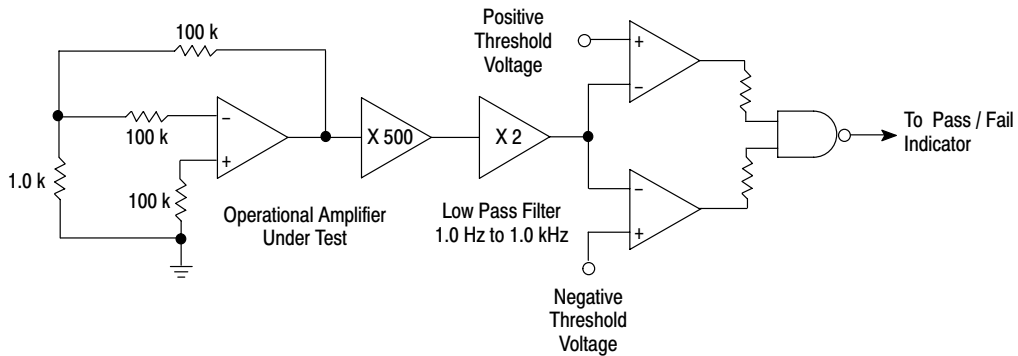 100 k
Positive
Threshold
Voltage
+
−
100 k
−
+
X 500
X 2
To Pass / Fail
Indicator
1.0 k
100 k
Operational Amplifier
Under Test
Low Pass Filter
1.0 Hz to 1.0 kHz
−
+
Negative
Threshold
Voltage